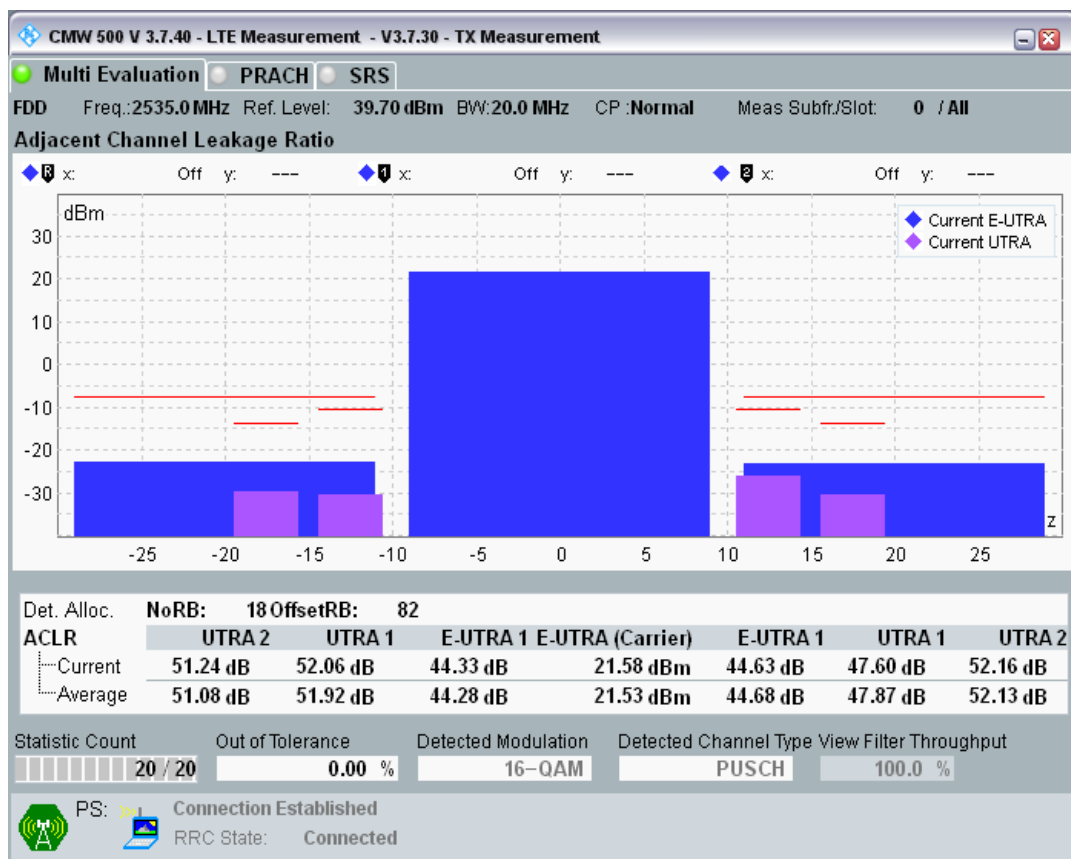 CMW 500 V 3.7.40 - LTE Measurement - V3.7.30 - TX Measurement
Multi Evaluation PRACH SRS
FDD Freq.:2535.0 MHz Ref. Level: 39.70 dBm BW:20.0 MHz CP :Normal Meas Subfr./Slot: 0 / All
Adjacent Channel Leakage Ratio
R x: Off y: --- 1 x: Off y: --- 2 x: Off y: ---
dBm
Current E-UTRA
Current UTRA
30
20
10
0
-10
-20
-30
z
-25 -20 -15 -10 -5 0 5 10 15 20 25
Det. Alloc. NoRB: 18 OffsetRB: 82
ACLR UTRA 2 UTRA 1 E-UTRA 1 E-UTRA (Carrier) E-UTRA 1 UTRA 1 UTRA 2
Current 51.24 dB 52.06 dB 44.33 dB 21.58 dBm 44.63 dB 47.60 dB 52.16 dB
Average 51.08 dB 51.92 dB 44.28 dB 21.53 dBm 44.68 dB 47.87 dB 52.13 dB
Statistic Count Out of Tolerance Detected Modulation Detected Channel Type View Filter Throughput
20 / 20 0.00 % 16-QAM PUSCH 100.0 %
PS: Connection Established
RRC State: Connected